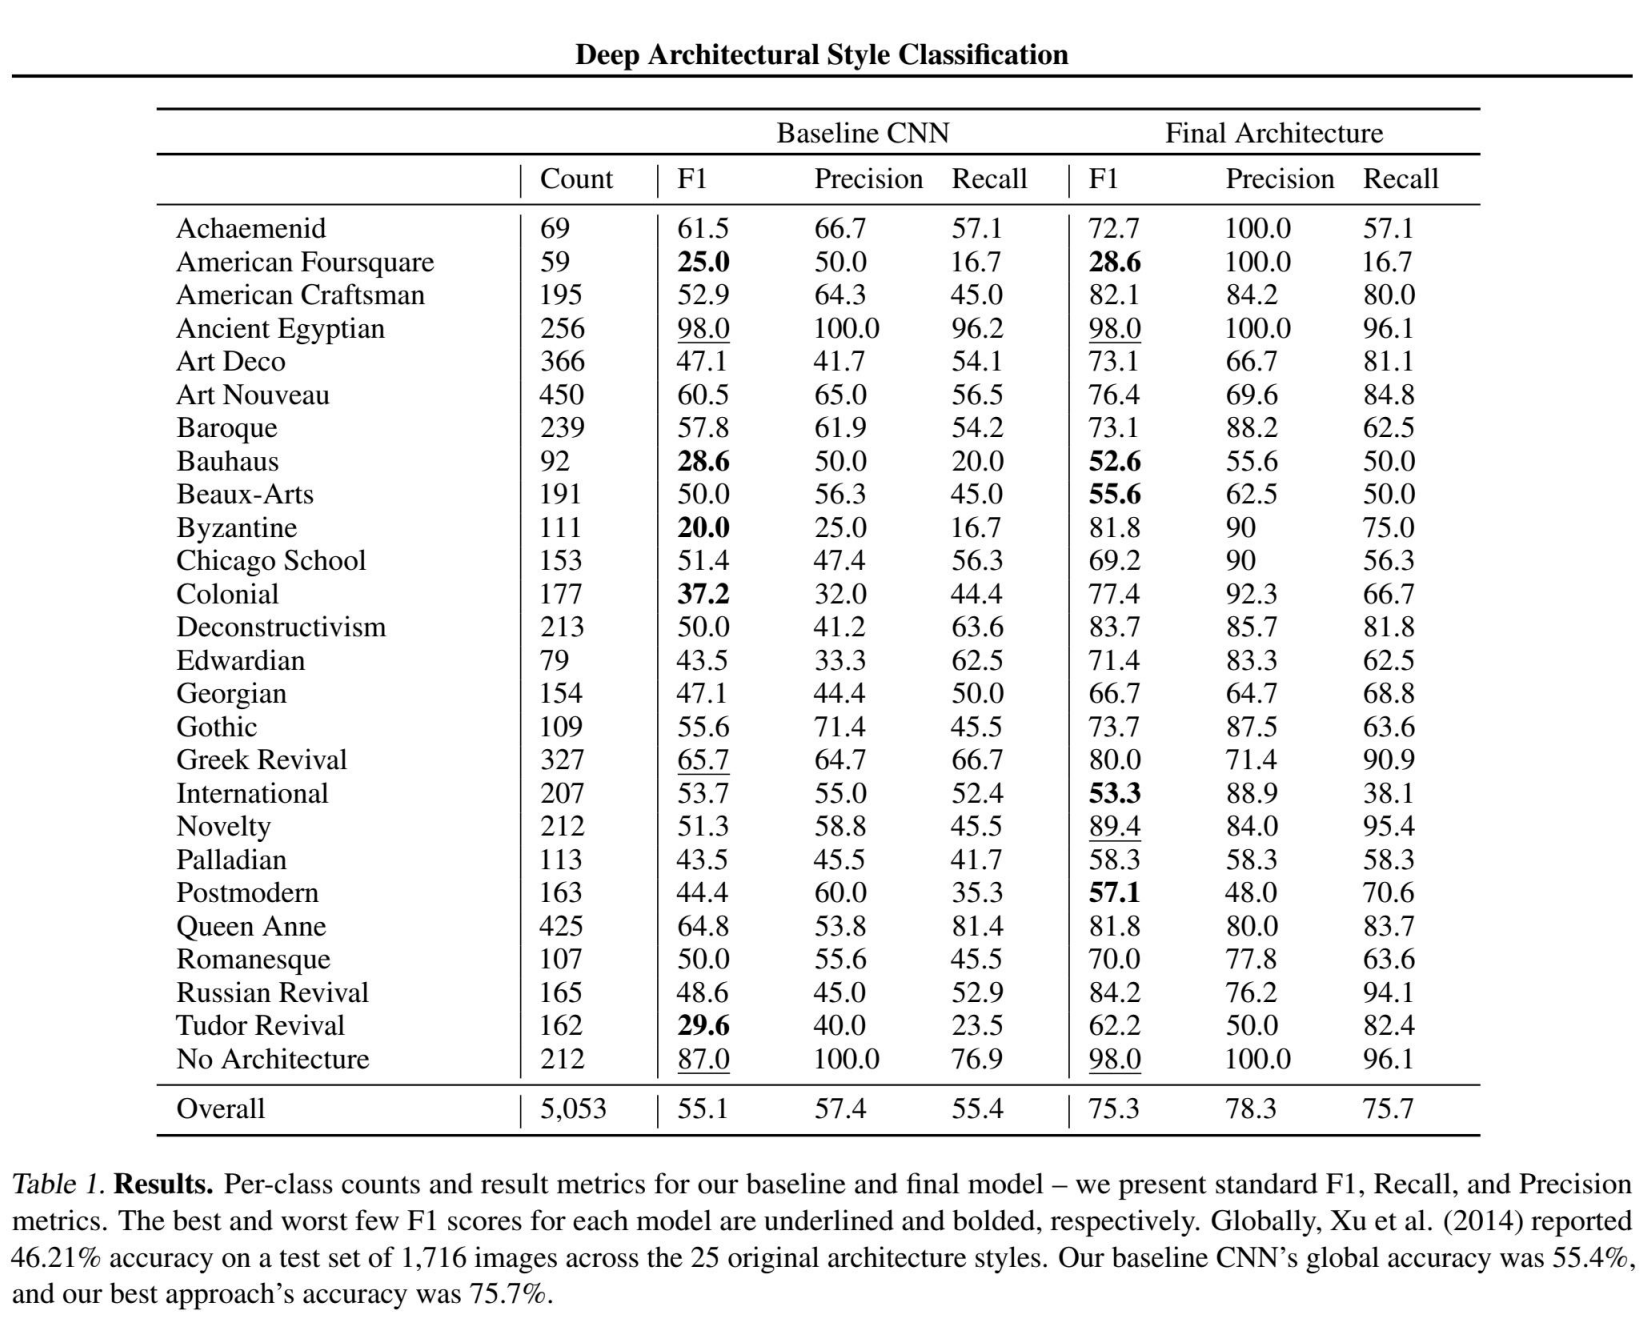 Deep Architectural Style Classification
Baseline CNN Final Architecture
Count F1 Precision Recall F1 Precision Recall
Achaemenid 69 61.5 66.7 57.1 72.7 100.0 57.1
American Foursquare 59 25.0 50.0 16.7 28.6 100.0 16.7
American Craftsman 195 52.9 64.3 45.0 82.1 84.2 80.0
Ancient Egyptian 256 98.0 100.0 96.2 98.0 100.0 96.1
Art Deco 366 47.1 41.7 54.1 73.1 66.7 81.1
Art Nouveau 450 60.5 65.0 56.5 76.4 69.6 84.8
Baroque 239 57.8 61.9 54.2 73.1 88.2 62.5
Bauhaus 92 28.6 50.0 20.0 52.6 55.6 50.0
Beaux-Arts 191 50.0 56.3 45.0 55.6 62.5 50.0
Byzantine 111 20.0 25.0 16.7 81.8 90 75.0
Chicago School 153 51.4 47.4 56.3 69.2 90 56.3
Colonial 177 37.2 32.0 44.4 77.4 92.3 66.7
Deconstructivism 213 50.0 41.2 63.6 83.7 85.7 81.8
Edwardian 79 43.5 33.3 62.5 71.4 83.3 62.5
Georgian 154 47.1 44.4 50.0 66.7 64.7 68.8
Gothic 109 55.6 71.4 45.5 73.7 87.5 63.6
Greek Revival 327 65.7 64.7 66.7 80.0 71.4 90.9
International 207 53.7 55.0 52.4 53.3 88.9 38.1
Novelty 212 51.3 58.8 45.5 89.4 84.0 95.4
Palladian 113 43.5 45.5 41.7 58.3 58.3 58.3
Postmodern 163 44.4 60.0 35.3 57.1 48.0 70.6
Queen Anne 425 64.8 53.8 81.4 81.8 80.0 83.7
Romanesque 107 50.0 55.6 45.5 70.0 77.8 63.6
Russian Revival 165 48.6 45.0 52.9 84.2 76.2 94.1
Tudor Revival 162 29.6 40.0 23.5 62.2 50.0 82.4
No Architecture 212 87.0 100.0 76.9 98.0 100.0 96.1
Overall 5,053 55.1 57.4 55.4 75.3 78.3 75.7
Table 1. Results. Per-class counts and result metrics for our baseline and final model – we present standard F1, Recall, and Precision
metrics. The best and worst few F1 scores for each model are underlined and bolded, respectively. Globally, Xu et al. (2014) reported
46.21% accuracy on a test set of 1,716 images across the 25 original architecture styles. Our baseline CNN's global accuracy was 55.4%,
and our best approach's accuracy was 75.7%.